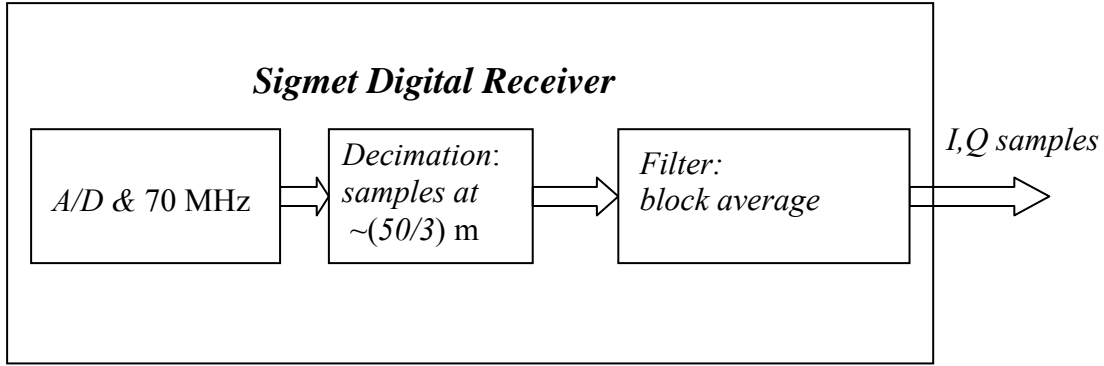 Sigmet Digital Receiver
A/D & 70 MHz
Decimation:
samples at
~(50/3) m
Filter:
block average
I,Q samples